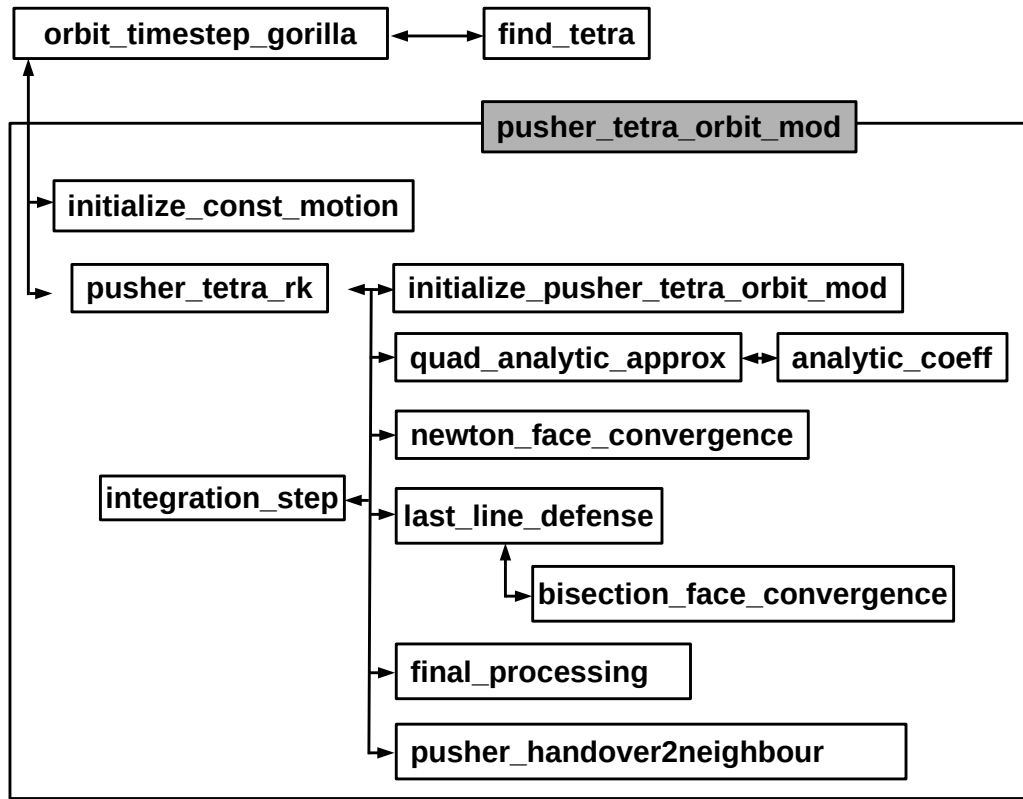 orbit_timestep_gorilla
find_tetra
pusher_tetra_orbit_mod
initialize_const_motion
pusher_tetra_rk
initialize_pusher_tetra_orbit_mod
quad_analytic_approx
analytic_coeff
newton_face_convergence
integration_step
last_line_defense
bisection_face_convergence
final_processing
pusher_handover2neighbour